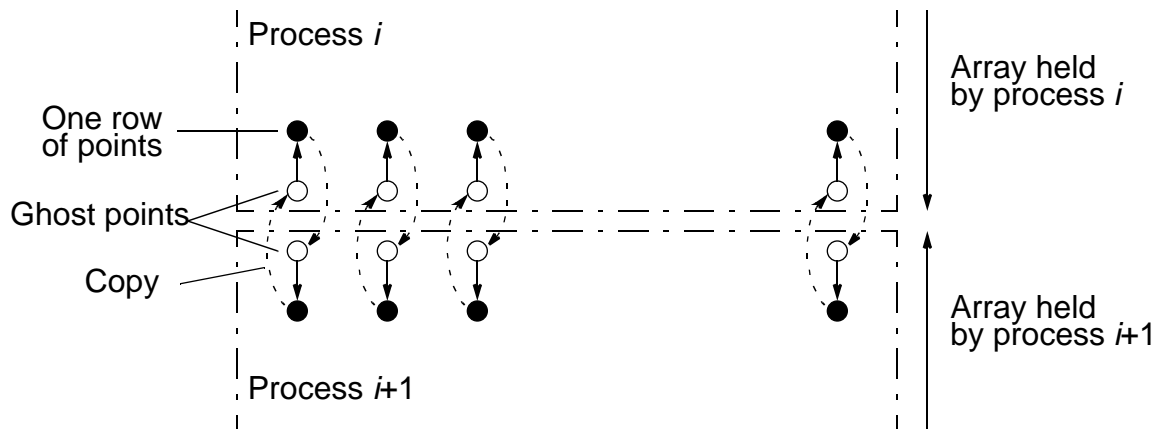 Process i
Array held
by process i
One row
of points
Ghost points
Copy
Array held
by process i+1
Process i+1